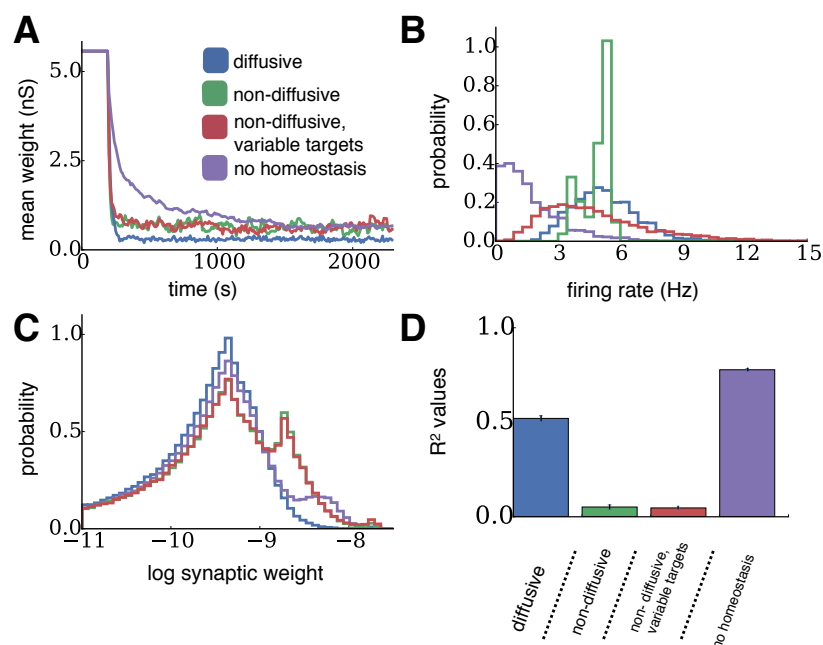 A
mean weight (nS)
5.0
2.5
0.0
0
1000
2000
time (s)
diffusive
non-diffusive
non-diffusive,
variable targets
no homeostasis
B
probability
1.0
0.8
0.6
0.4
0.2
0.0
0
3
6
9
12
15
firing rate (Hz)
C
probability
1.0
0.5
0.0
−11
−10
−9
−8
log synaptic weight
D
R² values
1.0
0.5
0.0
diffusive
non-diffusive
non- diffusive,
variable targets
no homeostasis